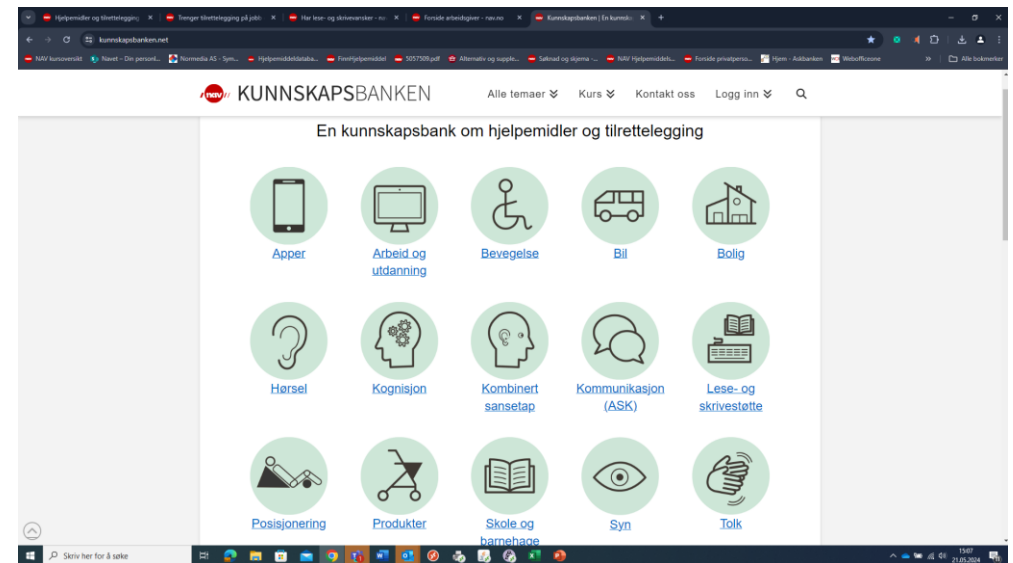 Hjelpemidler og tilrettelegging
Trenger tilrettelegging på jobb
Har lese- og skrivevansker - nav
Forside arbeidsgiver - nav.no
Kunnskapsbanken | En kunnska
kunnskapsbanken.net
NAV kursoversikt
Navet – Din personl...
Normedia AS - Sym...
Hjelpemiddeldataba...
FinnHjelpemiddel
5057509.pdf
Alternativ og supple...
Søknad og skjema -...
NAV Hjelpemiddels...
Forside privatperso...
Hjem - Askbanken
Webofficeone
Alle bokmerker
nav KUNNSKAPSBANKEN
Alle temaer
Kurs
Kontakt oss
Logg inn
En kunnskapsbank om hjelpemidler og tilrettelegging
Apper
Arbeid og
utdanning
Bevegelse
Bil
Bolig
Hørsel
Kognisjon
Kombinert
sansetap
Kommunikasjon
(ASK)
Lese- og
skrivestøtte
Posisjonering
Produkter
Skole og
barnehage
Syn
Tolk
Skriv her for å søke
15:07
21.05.2024